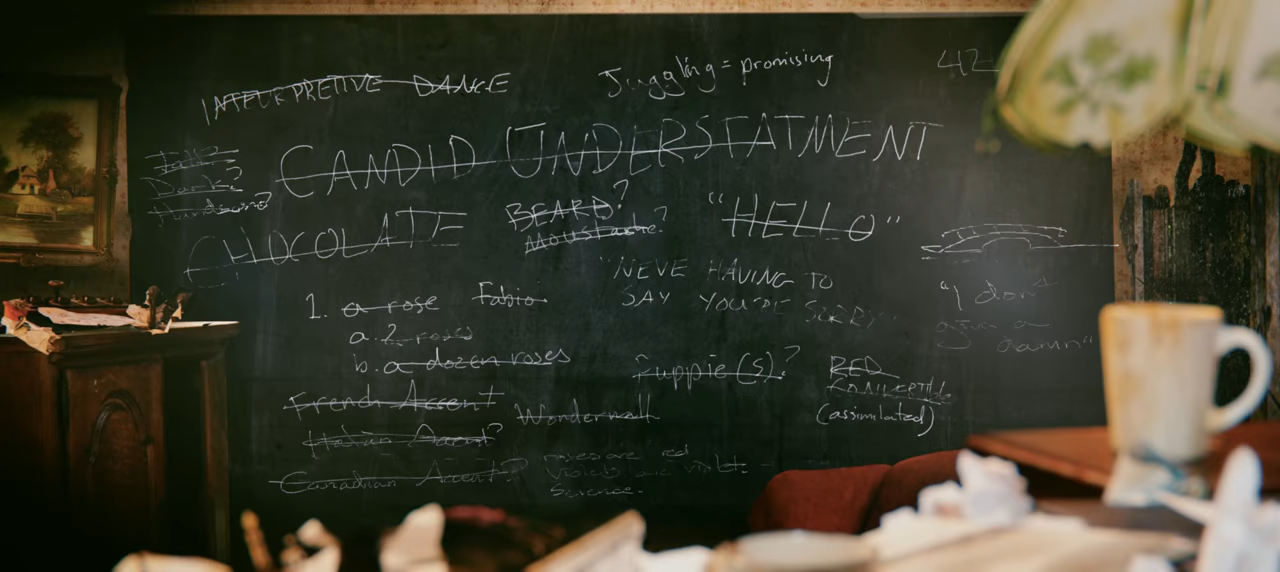 INTERPRETIVE DANCE
Juggling = promising
42
Tall?
Dark?
Handsome?
CANDID UNDERSTATMENT
CHOCOLATE
BEARD?
Moustache?
"HELLO"
"NEVE HAVING TO
SAY YOU'RE SORRY
1. a rose Fabio
a. 2 roses
b. a dozen roses
"I don't
give a
damn"
Puppie(s)?
RED
CONVERTIBLE
(assimilated)
French Accent
Wonderwall
Italian Accent?
Canadian Accent?
roses are red
violets are violet
Science.